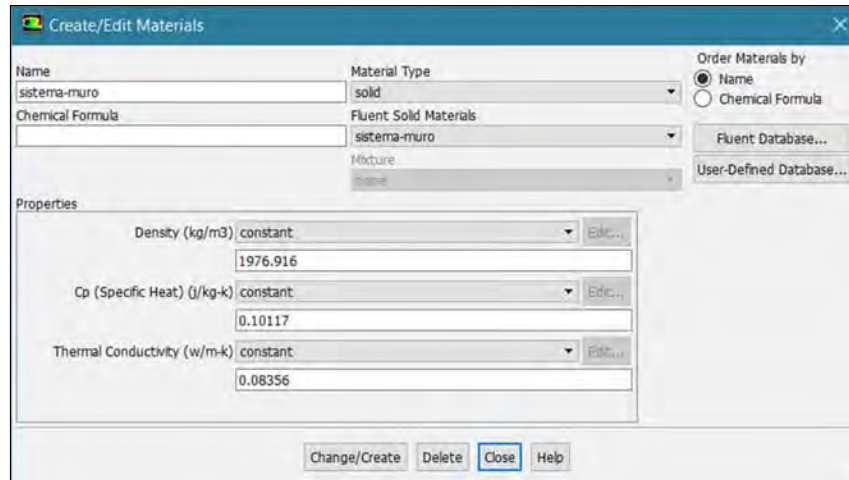 Create/Edit Materials
Name
sistema-muro
Chemical Formula
Material Type
solid
Fluent Solid Materials
sistema-muro
Mixture
none
Order Materials by
Name
Chemical Formula
Fluent Database...
User-Defined Database...
Properties
Density (kg/m3) constant Edit...
1976.916
Cp (Specific Heat) (j/kg-k) constant Edit...
0.10117
Thermal Conductivity (w/m-k) constant Edit...
0.08356
Change/Create Delete Close Help